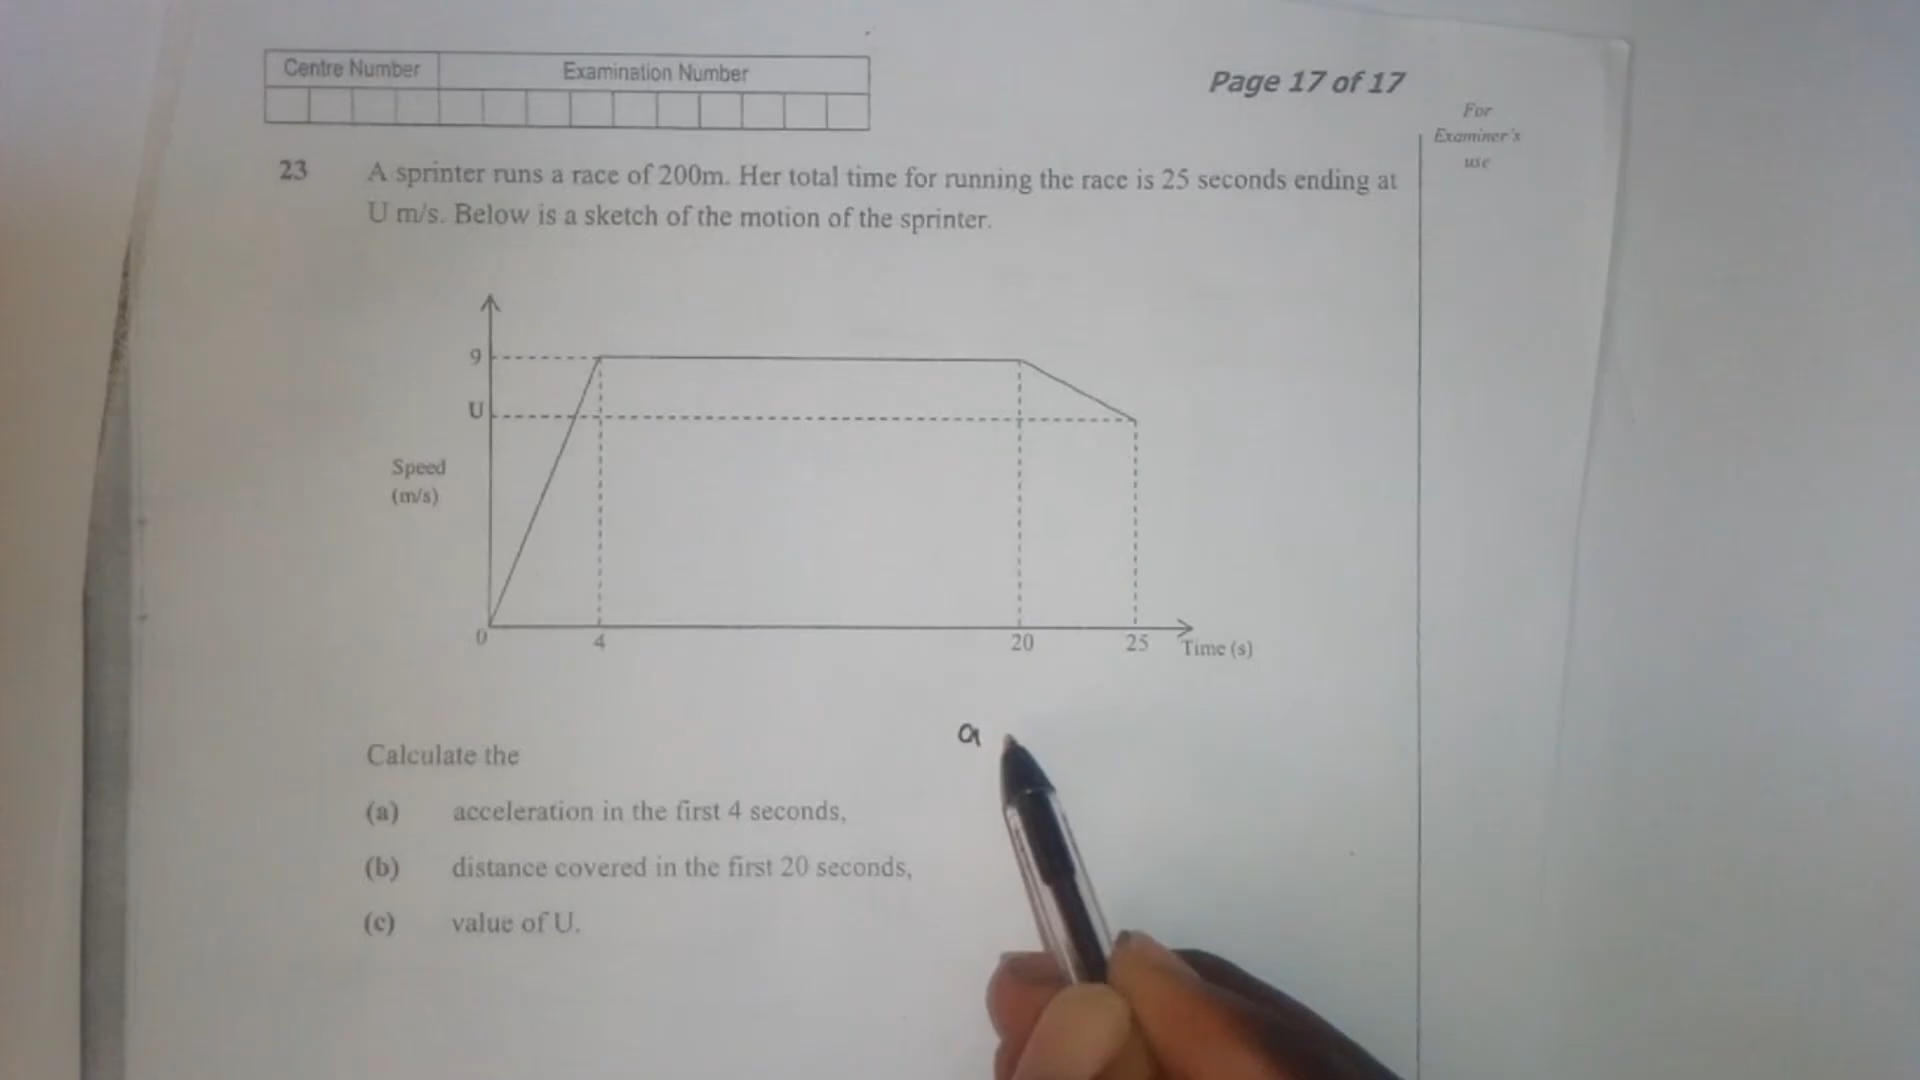 Centre Number Examination Number
Page 17 of 17
For
Examiner's
use
23 A sprinter runs a race of 200m. Her total time for running the race is 25 seconds ending at
U m/s. Below is a sketch of the motion of the sprinter.
9
U
Speed
(m/s)
0 4 20 25 Time (s)
a
Calculate the
(a) acceleration in the first 4 seconds,
(b) distance covered in the first 20 seconds,
(c) value of U.